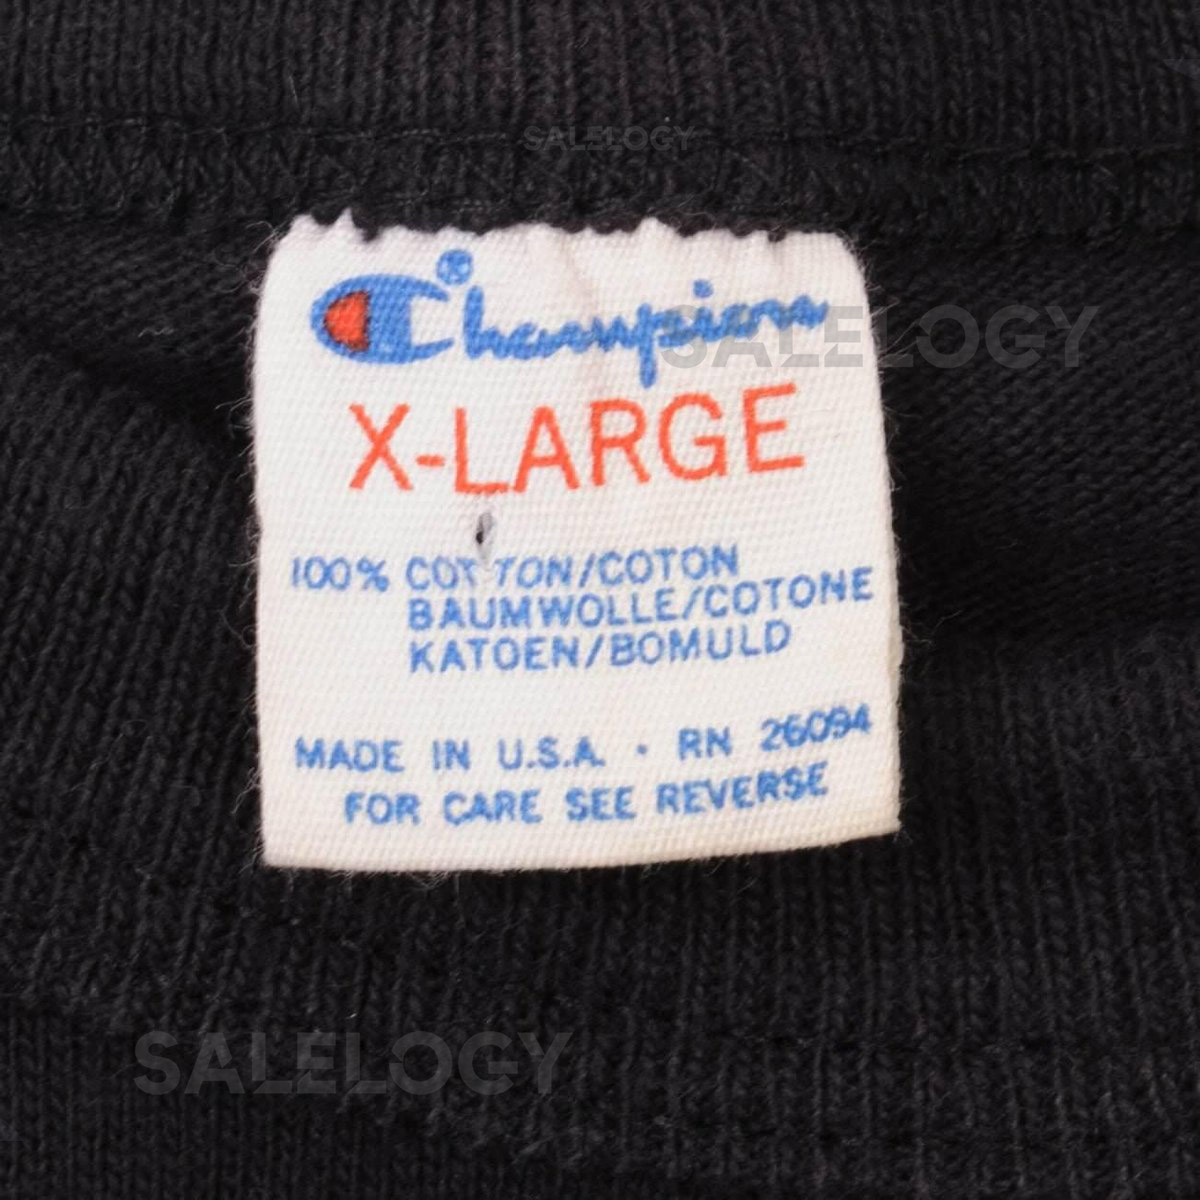 SALELOGY
Champion®
SALELOGY
X-LARGE
100% COTTON/COTON
BAUMWOLLE/COTONE
KATOEN/BOMULD
MADE IN U.S.A. · RN 26094
FOR CARE SEE REVERSE
SALELOGY